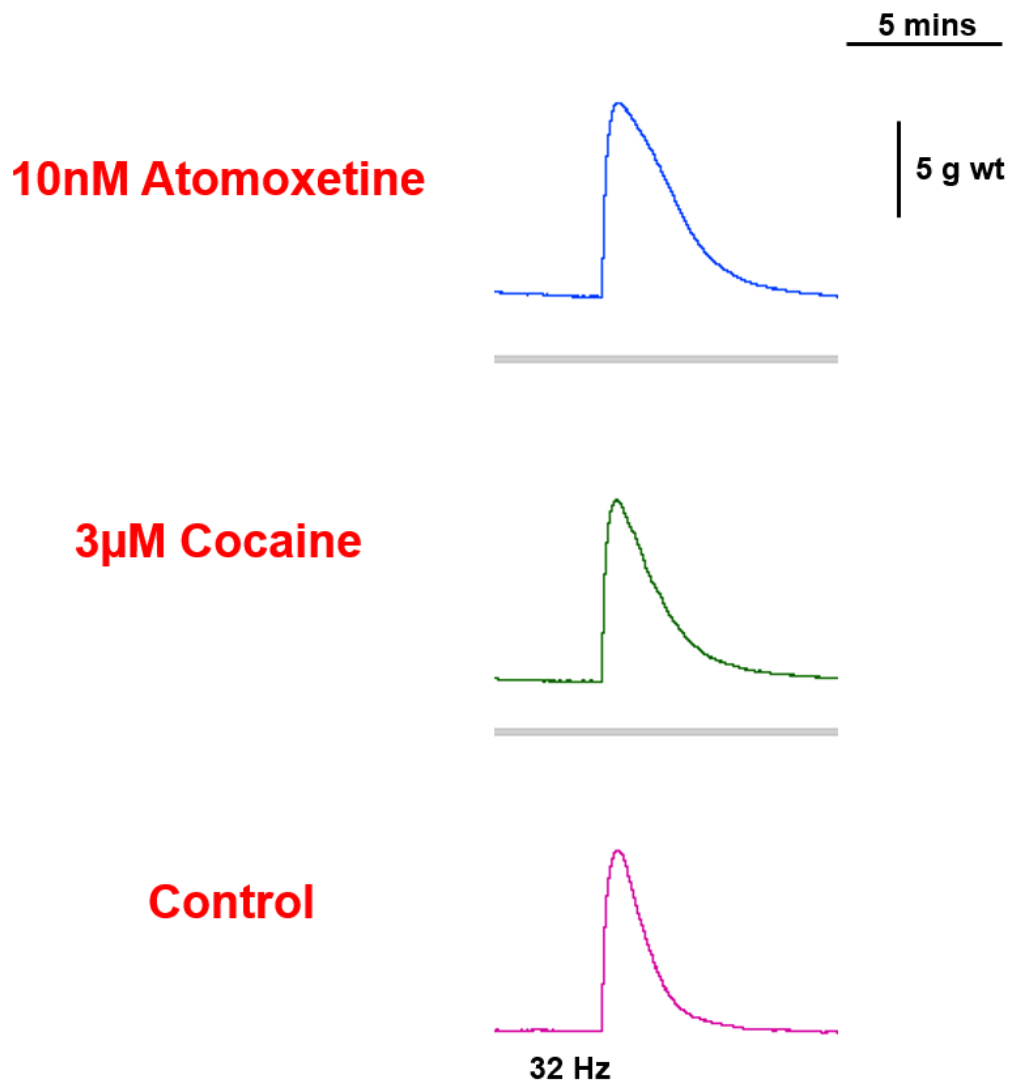 5 mins
10nM Atomoxetine
5 g wt
3µM Cocaine
Control
32 Hz